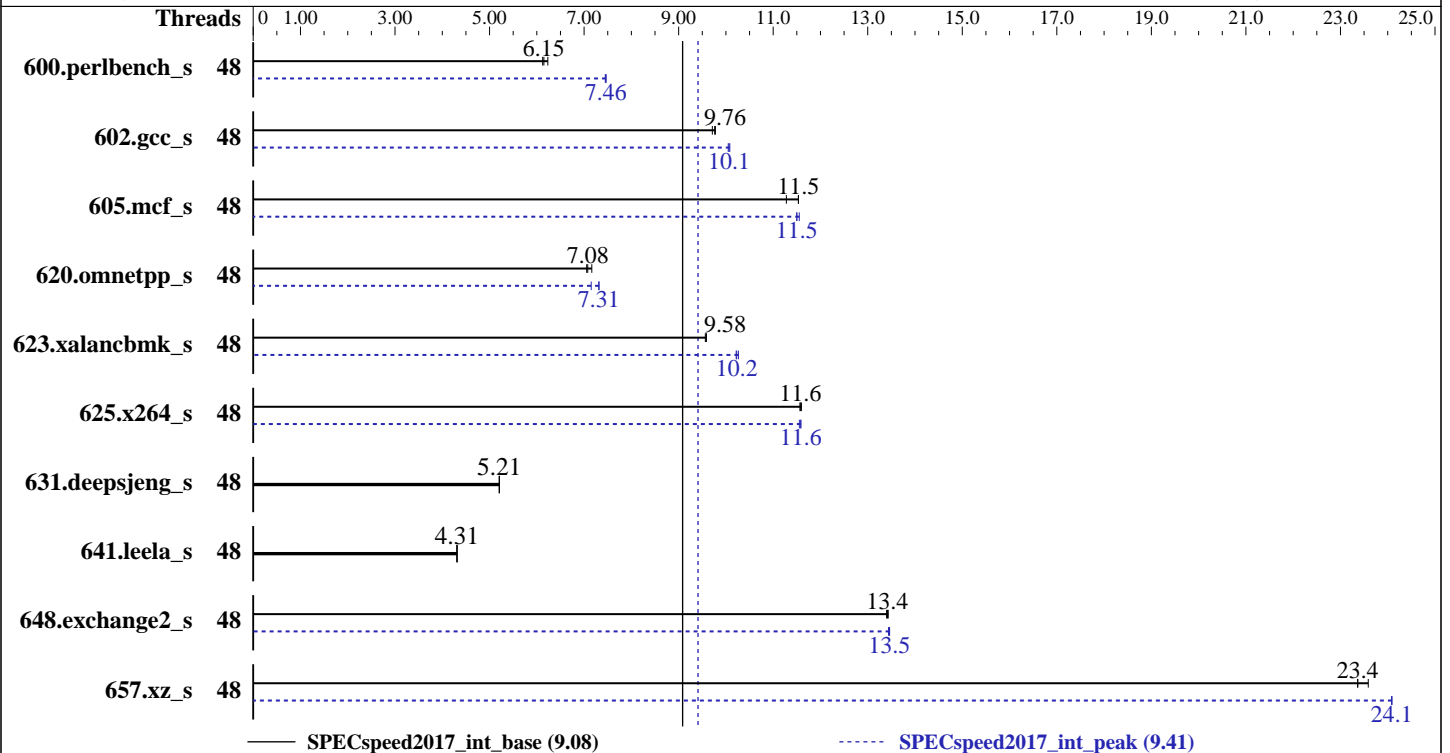 Threads 0 1.00 3.00 5.00 7.00 9.00 11.0 13.0 15.0 17.0 19.0 21.0 23.0 25.0
6.15
600.perlbench_s 48
7.46
9.76
602.gcc_s 48
10.1
11.5
605.mcf_s 48
11.5
7.08
620.omnetpp_s 48
7.31
9.58
623.xalancbmk_s 48
10.2
11.6
625.x264_s 48
11.6
5.21
631.deepsjeng_s 48
4.31
641.leela_s 48
13.4
648.exchange2_s 48
13.5
23.4
657.xz_s 48
24.1
SPECspeed2017_int_base (9.08) SPECspeed2017_int_peak (9.41)